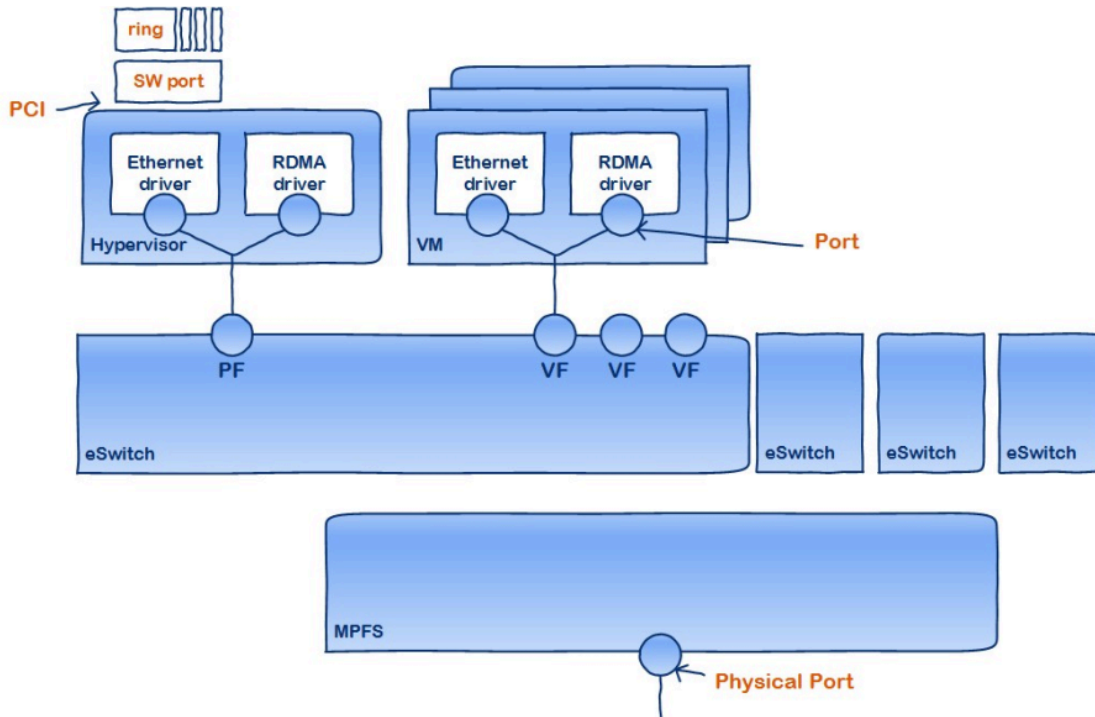 ring
SW port
PCI
Ethernet
driver
RDMA
driver
Hypervisor
Ethernet
driver
RDMA
driver
VM
Port
PF
VF
VF
VF
eSwitch
eSwitch
eSwitch
eSwitch
MPFS
Physical Port